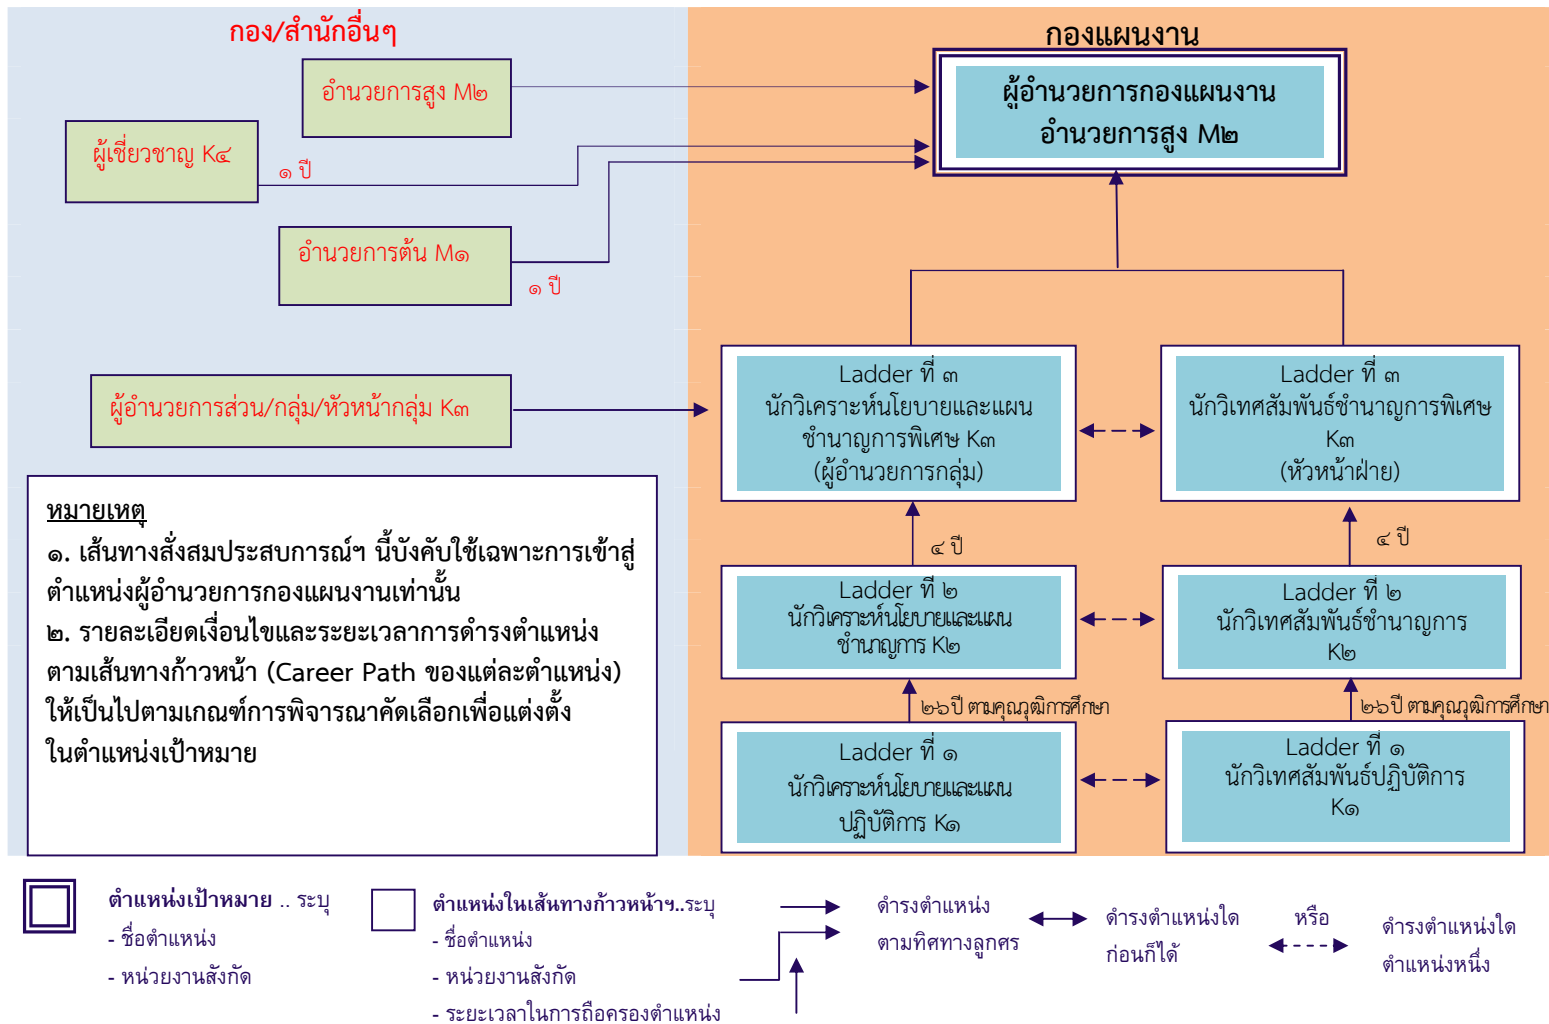 กอง/สำนักอื่นๆ
กองแผนงาน
อำนวยการสูง M๒
ผู้อำนวยการกองแผนงาน
อำนวยการสูง M๒
ผู้เชี่ยวชาญ K๔
๑ ปี
อำนวยการต้น M๑
๑ ปี
ผู้อำนวยการส่วน/กลุ่ม/หัวหน้ากลุ่ม K๓
Ladder ที่ ๓
นักวิเคราะห์นโยบายและแผน
ชำนาญการพิเศษ K๓
(ผู้อำนวยการกลุ่ม)
Ladder ที่ ๓
นักวิเทศสัมพันธ์ชำนาญการพิเศษ
K๓
(หัวหน้าฝ่าย)
๔ ปี
๔ ปี
Ladder ที่ ๒
นักวิเคราะห์นโยบายและแผน
ชำนาญการ K๒
Ladder ที่ ๒
นักวิเทศสัมพันธ์ชำนาญการ
K๒
๒-๖ ปี ตามคุณวุฒิการศึกษา
๒-๖ ปี ตามคุณวุฒิการศึกษา
Ladder ที่ ๑
นักวิเคราะห์นโยบายและแผน
ปฏิบัติการ K๑
Ladder ที่ ๑
นักวิเทศสัมพันธ์ปฏิบัติการ
K๑
หมายเหตุ
๑. เส้นทางสั่งสมประสบการณ์ฯ นี้บังคับใช้เฉพาะการเข้าสู่
ตำแหน่งผู้อำนวยการกองแผนงานเท่านั้น
๒. รายละเอียดเงื่อนไขและระยะเวลาการดำรงตำแหน่ง
ตามเส้นทางก้าวหน้า (Career Path ของแต่ละตำแหน่ง)
ให้เป็นไปตามเกณฑ์การพิจารณาคัดเลือกเพื่อแต่งตั้ง
ในตำแหน่งเป้าหมาย
ตำแหน่งเป้าหมาย .. ระบุ
- ชื่อตำแหน่ง
- หน่วยงานสังกัด
ตำแหน่งในเส้นทางก้าวหน้าฯ..ระบุ
- ชื่อตำแหน่ง
- หน่วยงานสังกัด
- ระยะเวลาในการถือครองตำแหน่ง
ดำรงตำแหน่ง
ตามทิศทางลูกศร
ดำรงตำแหน่งใด
ก่อนก็ได้
หรือ
ดำรงตำแหน่งใด
ตำแหน่งหนึ่ง